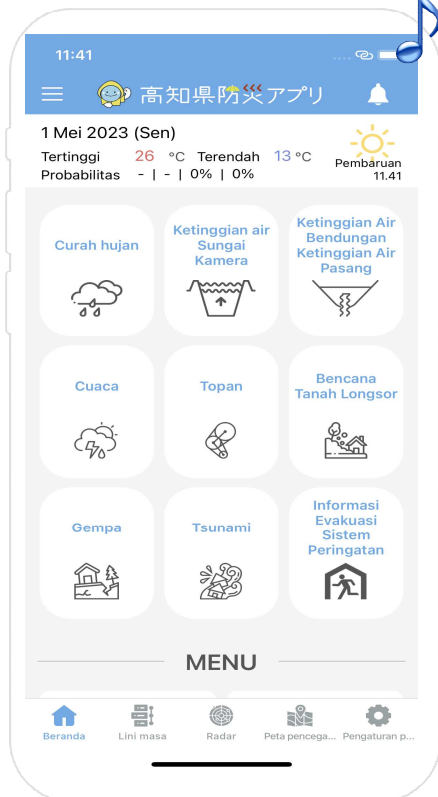 11:41
高知県防災アプリ
1 Mei 2023 (Sen)
Tertinggi 26 °C Terendah 13 °C
Probabilitas - | - | 0% | 0%
Pembaruan
11.41
Curah hujan
Ketinggian air
Sungai
Kamera
Ketinggian Air
Bendungan
Ketinggian Air
Pasang
Cuaca
Topan
Bencana
Tanah Longsor
Gempa
Tsunami
Informasi
Evakuasi
Sistem
Peringatan
MENU
Beranda
Lini masa
Radar
Peta pencega...
Pengaturan p...